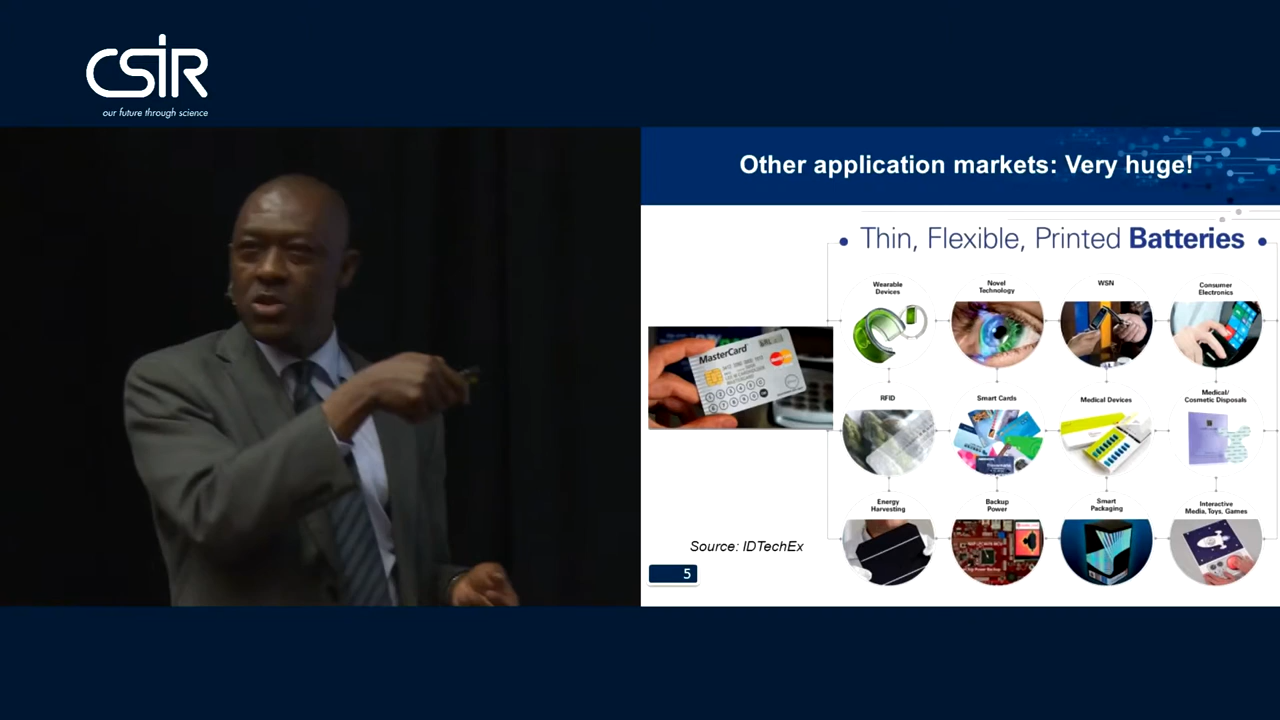 CSIR
our future through science
Other application markets: Very huge!
Thin, Flexible, Printed Batteries
Wearable
Devices
Novel
Technology
WSN
Consumer
Electronics
MasterCard
RFID
Smart Cards
Medical Devices
Medical/
Cosmetic Disposals
Energy
Harvesting
Backup
Power
Smart
Packaging
Interactive
Media, Toys, Games
Source: IDTechEx
5